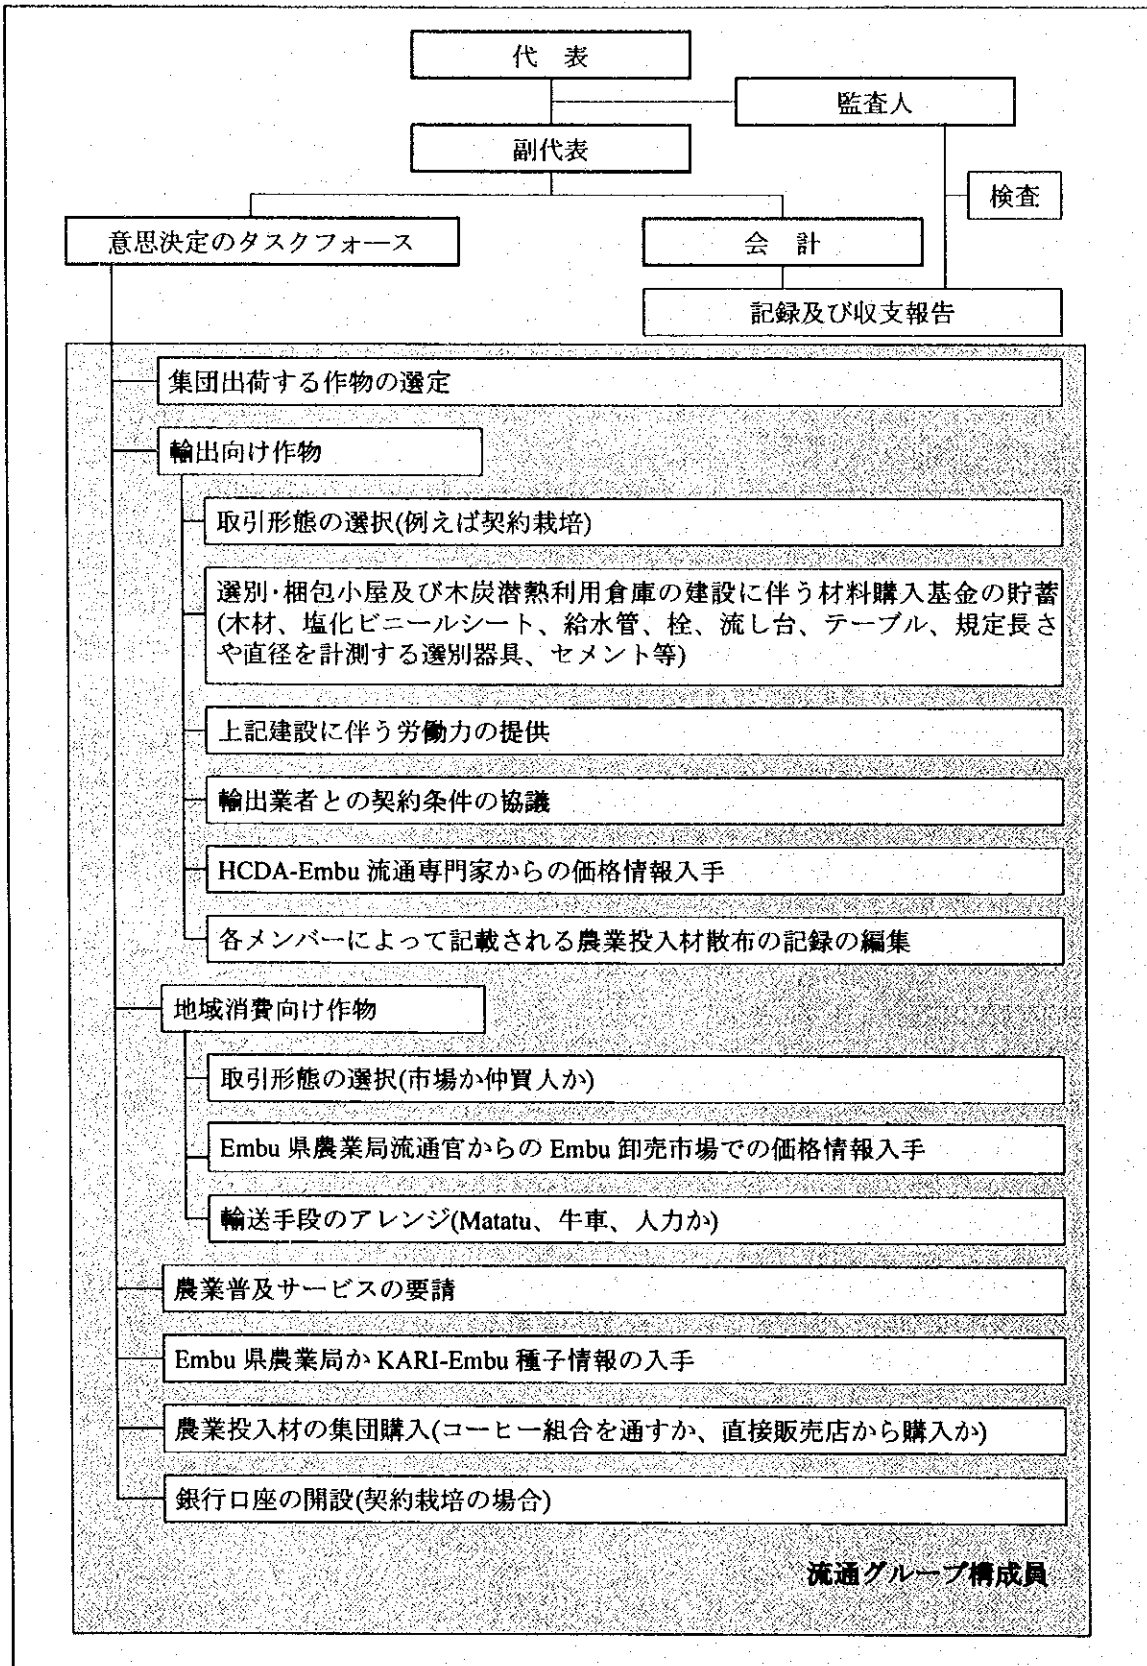 代 表
監査人
副代表
検査
意思決定のタスクフォース
会 計
記録及び収支報告
集団出荷する作物の選定
輸出向け作物
取引形態の選択(例えば契約栽培)
選別･梱包小屋及び木炭潜熱利用倉庫の建設に伴う材料購入基金の貯蓄
(木材、塩化ビニールシート、給水管、栓、流し台、テーブル、規定長さ
や直径を計測する選別器具、セメント等)
上記建設に伴う労働力の提供
輸出業者との契約条件の協議
HCDA-Embu 流通専門家からの価格情報入手
各メンバーによって記載される農業投入材散布の記録の編集
地域消費向け作物
取引形態の選択(市場か仲買人か)
Embu 県農業局流通官からの Embu 卸売市場での価格情報入手
輸送手段のアレンジ(Matatu、牛車、人力か)
農業普及サービスの要請
Embu 県農業局か KARI-Embu 種子情報の入手
農業投入材の集団購入(コーヒー組合を通すか、直接販売店から購入か)
銀行口座の開設(契約栽培の場合)
流通グループ構成員